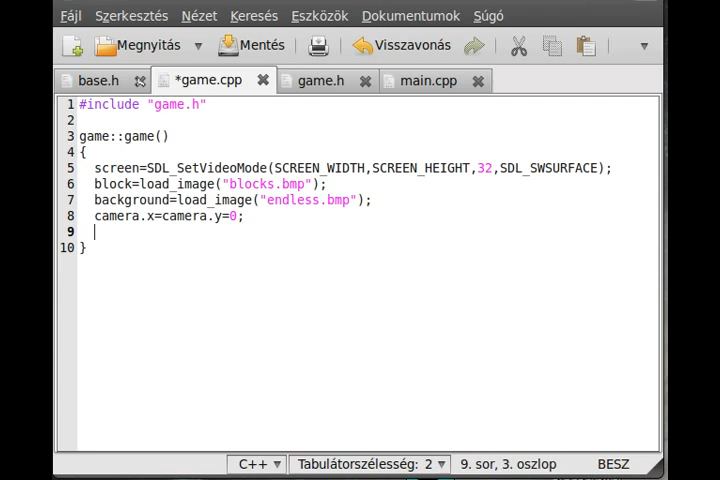 Fájl Szerkesztés Nézet Keresés Eszközök Dokumentumok Súgó
Megnyitás Mentés Visszavonás
base.h *game.cpp game.h main.cpp
1 #include "game.h"
2
3 game::game()
4 {
5 screen=SDL_SetVideoMode(SCREEN_WIDTH,SCREEN_HEIGHT,32,SDL_SWSURFACE);
6 block=load_image("blocks.bmp");
7 background=load_image("endless.bmp");
8 camera.x=camera.y=0;
9
10 }
C++ Tabulátorszélesség: 2 9. sor, 3. oszlop BESZ